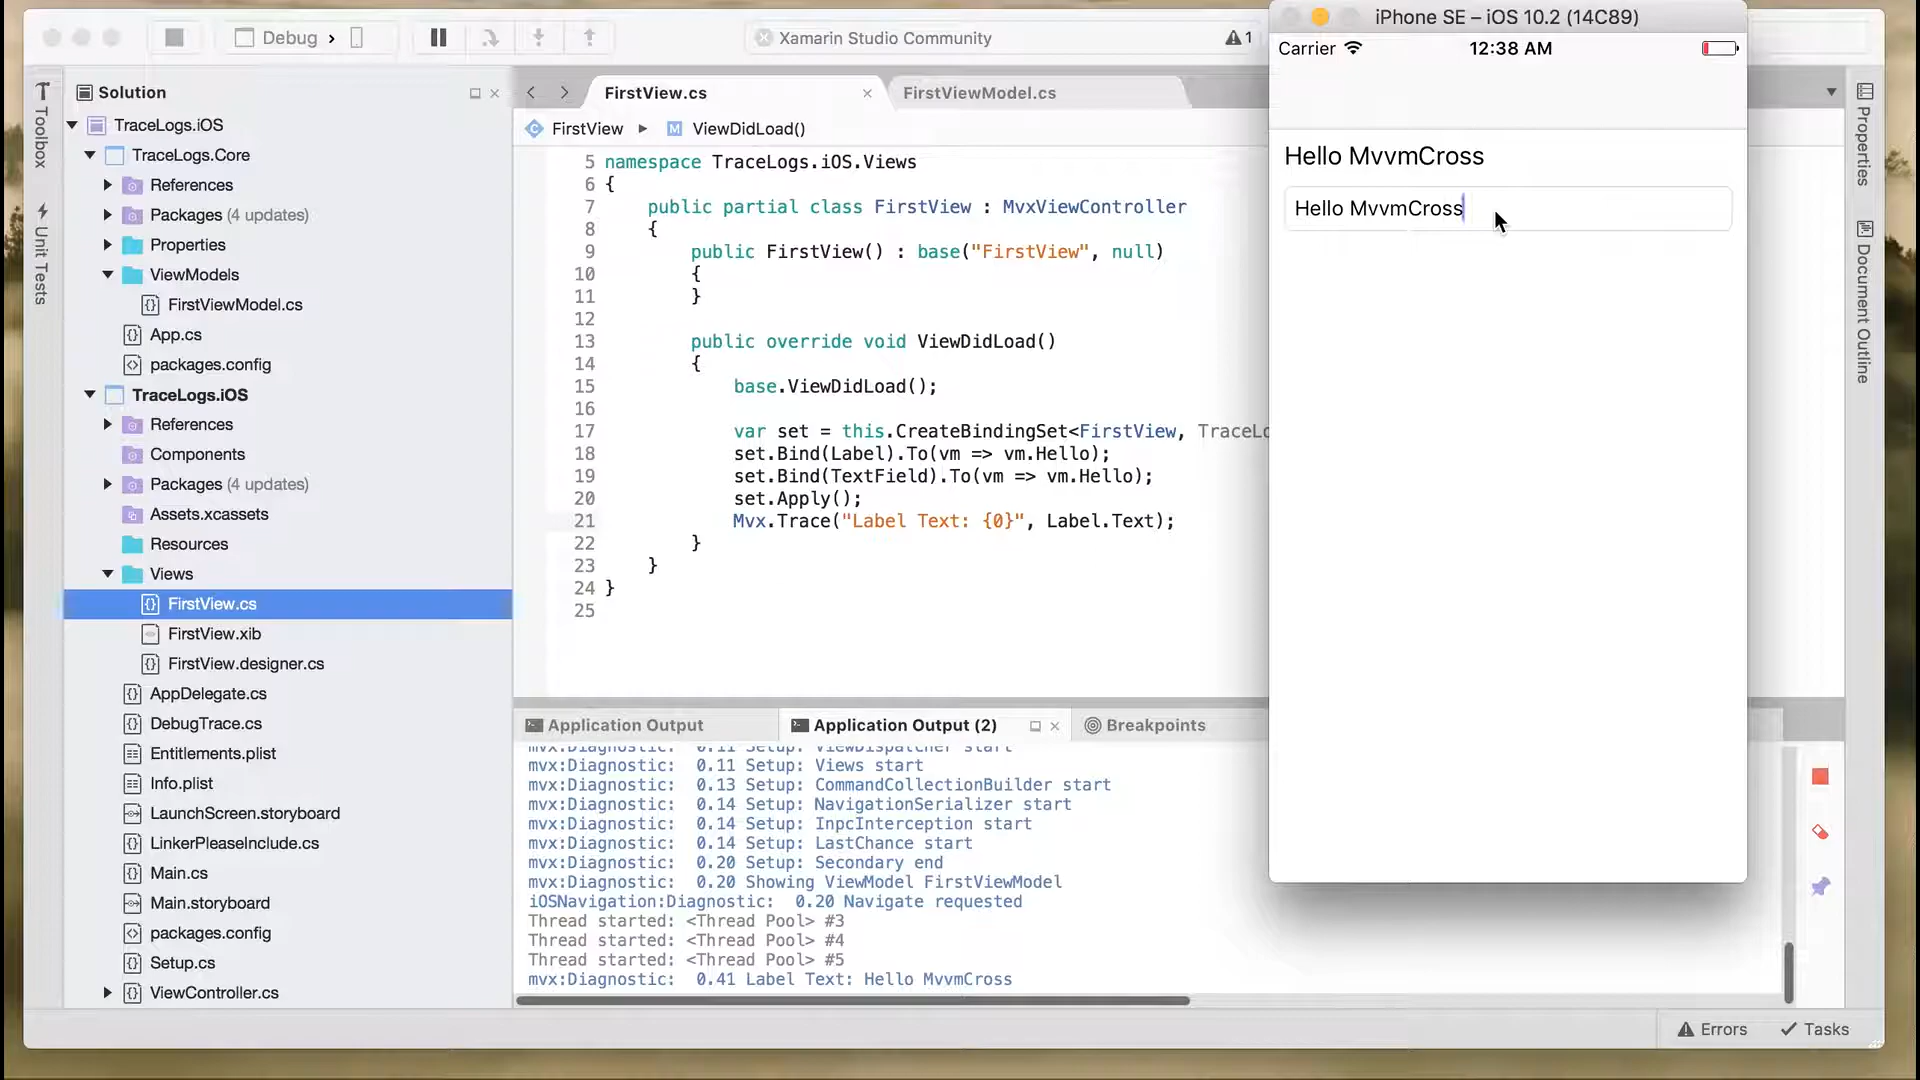 Debug
Xamarin Studio Community
1
iPhone SE – iOS 10.2 (14C89)
Carrier
12:38 AM
Hello MvvmCross
Hello MvvmCross
Toolbox
Unit Tests
Solution
TraceLogs.iOS
TraceLogs.Core
References
Packages (4 updates)
Properties
ViewModels
FirstViewModel.cs
App.cs
packages.config
TraceLogs.iOS
References
Components
Packages (4 updates)
Assets.xcassets
Resources
Views
FirstView.cs
FirstView.xib
FirstView.designer.cs
AppDelegate.cs
DebugTrace.cs
Entitlements.plist
Info.plist
LaunchScreen.storyboard
LinkerPleaseInclude.cs
Main.cs
Main.storyboard
packages.config
Setup.cs
ViewController.cs
FirstView.cs
FirstViewModel.cs
FirstView
M ViewDidLoad()
5 namespace TraceLogs.iOS.Views
6 {
7 public partial class FirstView : MvxViewController
8 {
9 public FirstView() : base("FirstView", null)
10 {
11 }
12
13 public override void ViewDidLoad()
14 {
15 base.ViewDidLoad();
16
17 var set = this.CreateBindingSet<FirstView, TraceLo
18 set.Bind(Label).To(vm => vm.Hello);
19 set.Bind(TextField).To(vm => vm.Hello);
20 set.Apply();
21 Mvx.Trace("Label Text: {0}", Label.Text);
22 }
23 }
24 }
25
Application Output
Application Output (2)
Breakpoints
mvx:Diagnostic: 0.11 Setup: ViewDispatcher start
mvx:Diagnostic: 0.11 Setup: Views start
mvx:Diagnostic: 0.13 Setup: CommandCollectionBuilder start
mvx:Diagnostic: 0.14 Setup: NavigationSerializer start
mvx:Diagnostic: 0.14 Setup: InpcInterception start
mvx:Diagnostic: 0.14 Setup: LastChance start
mvx:Diagnostic: 0.20 Setup: Secondary end
mvx:Diagnostic: 0.20 Showing ViewModel FirstViewModel
iOSNavigation:Diagnostic: 0.20 Navigate requested
Thread started: <Thread Pool> #3
Thread started: <Thread Pool> #4
Thread started: <Thread Pool> #5
mvx:Diagnostic: 0.41 Label Text: Hello MvvmCross
Properties
Document Outline
Errors
Tasks